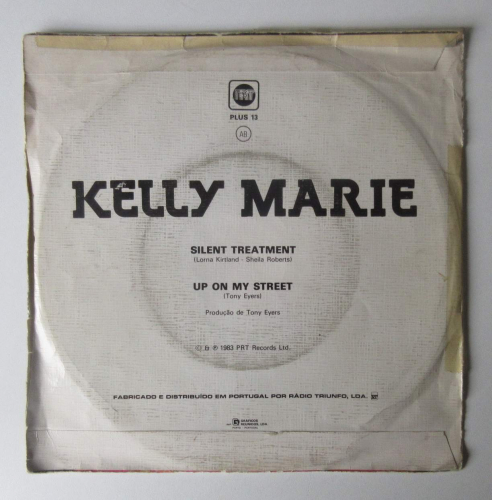 PLUS 13
AB
KELLY MARIE
SILENT TREATMENT
(Lorna Kirtland - Sheila Roberts)
UP ON MY STREET
(Tony Eyers)
Produção de Tony Eyers
© & ℗ 1983 PRT Records Ltd.
FABRICADO E DISTRIBUÍDO EM PORTUGAL POR RÁDIO TRIUNFO, LDA.